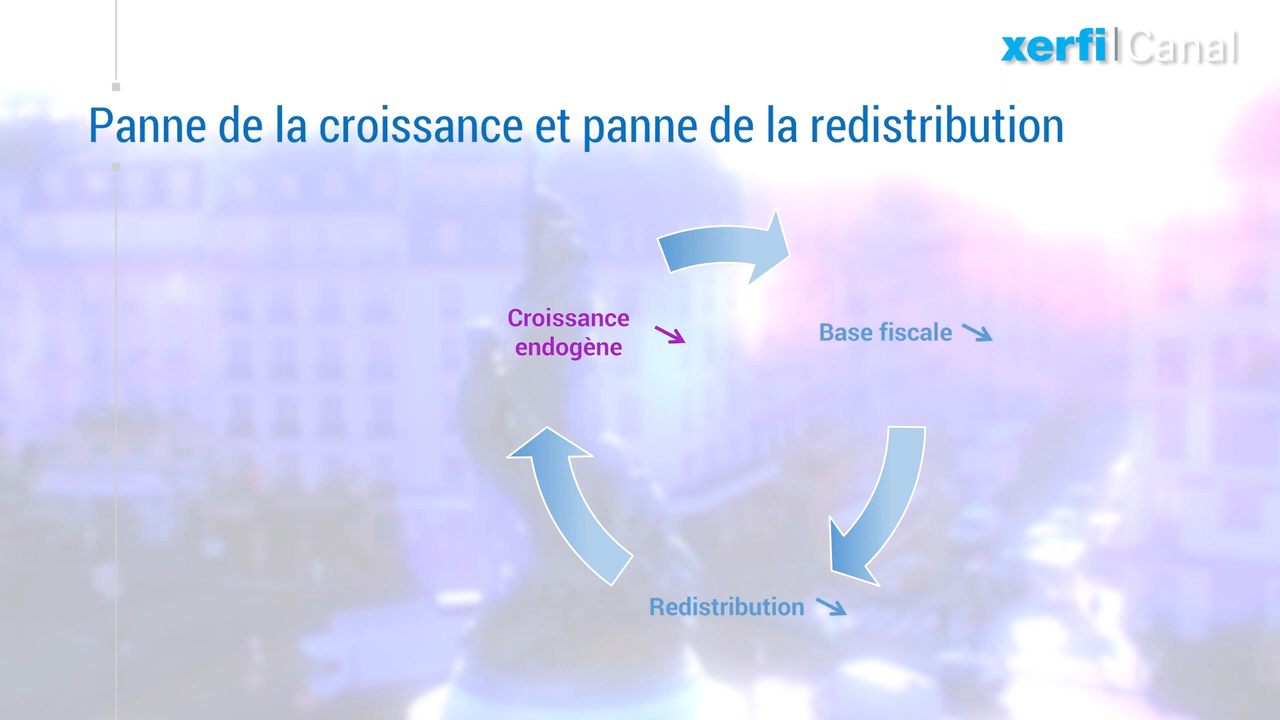 xerfi|Canal
Panne de la croissance et panne de la redistribution
Croissance
endogène
Base fiscale
Redistribution